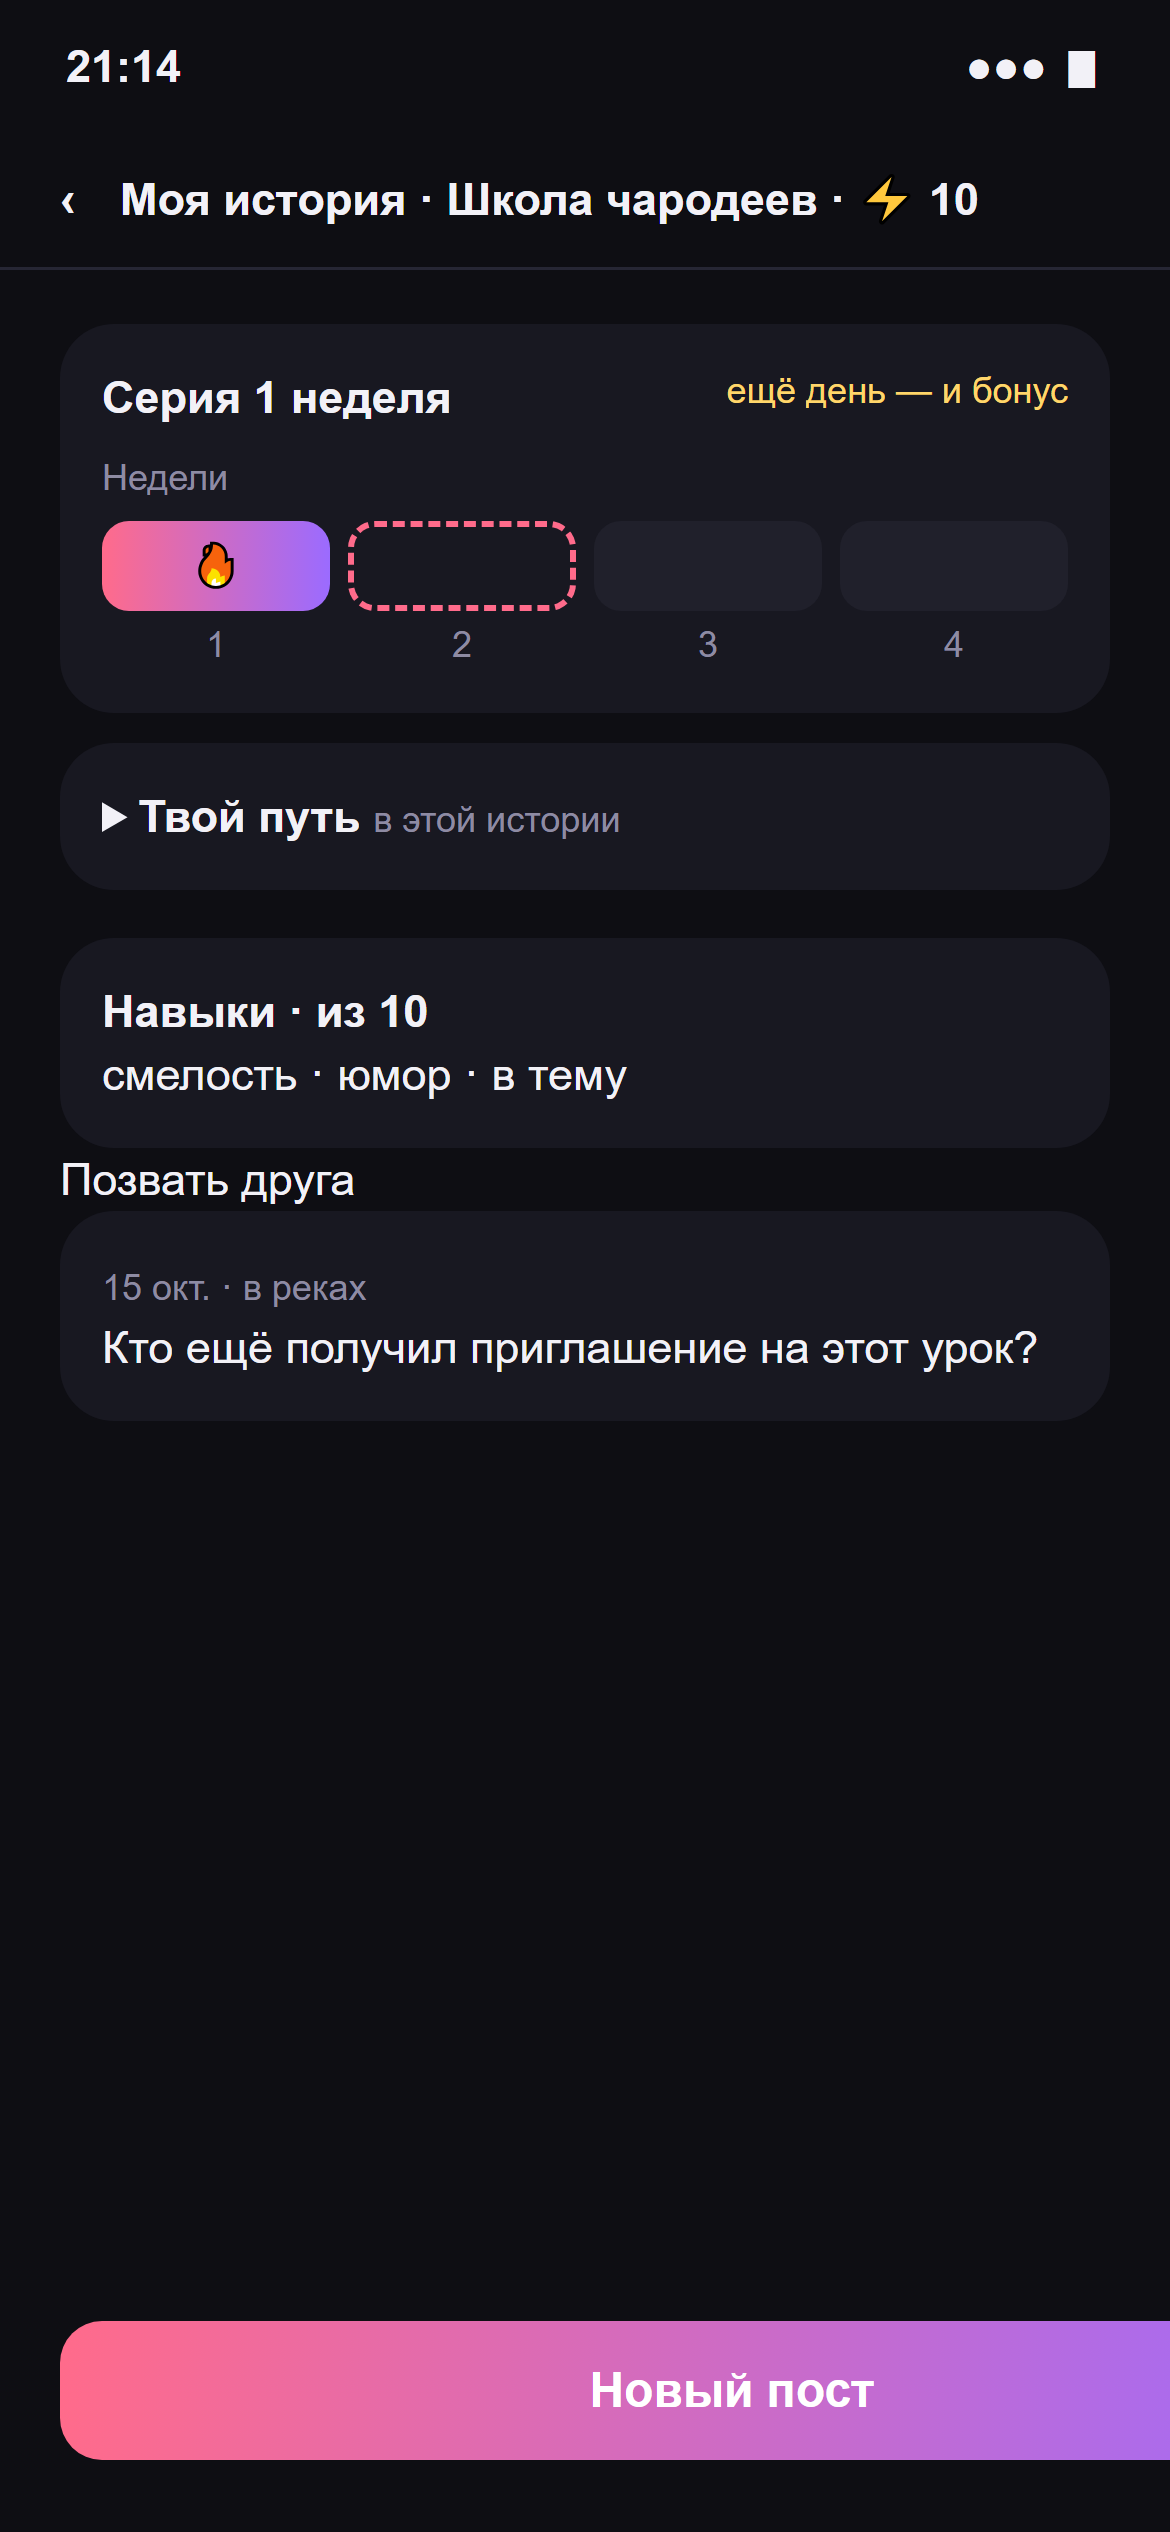 21:14
‹ Моя история · Школа чародеев · ⚡ 10
Серия 1 неделя
ещё день — и бонус
Недели
1 2 3 4
Твой путь в этой истории
Навыки · из 10
смелость · юмор · в тему
Позвать друга
15 окт. · в реках
Кто ещё получил приглашение на этот урок?
Новый пост